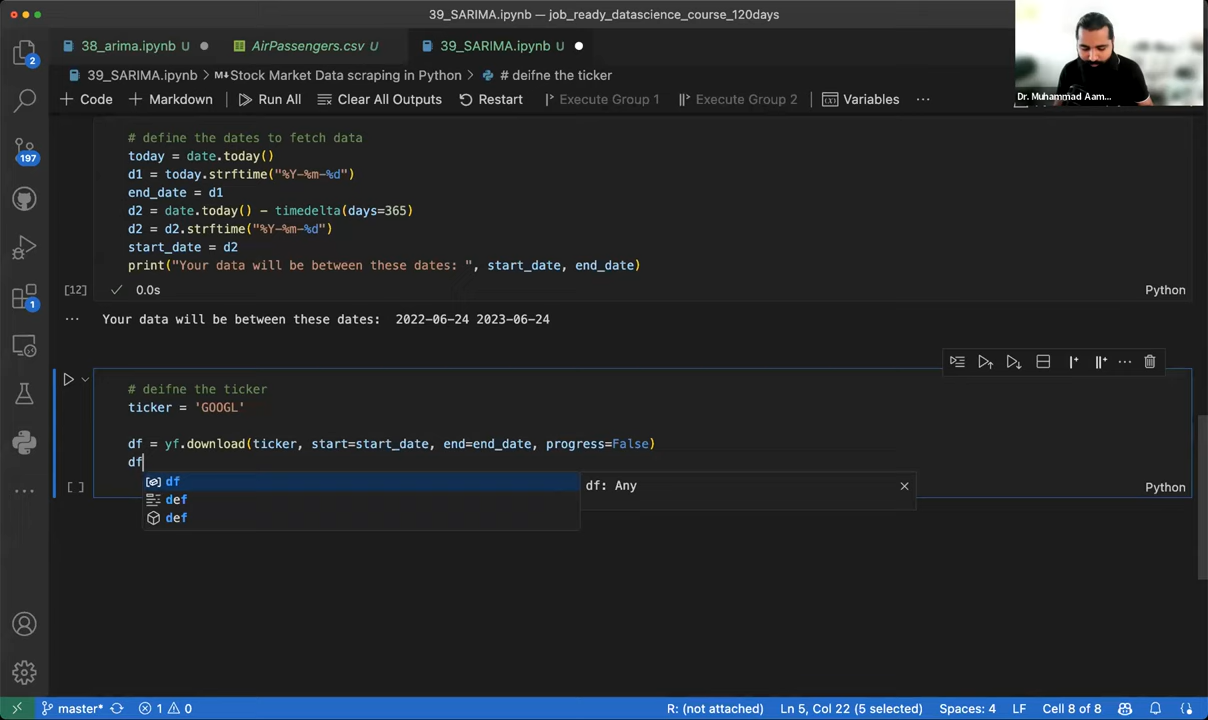 39_SARIMA.ipynb — job_ready_datascience_course_120days
38_arima.ipynb U
AirPassengers.csv U
39_SARIMA.ipynb U
39_SARIMA.ipynb > M↓Stock Market Data scraping in Python > # deifne the ticker
+ Code + Markdown Run All Clear All Outputs Restart Execute Group 1 Execute Group 2 Variables ...
Dr. Muhammad Aam...
2
197
1
# define the dates to fetch data
today = date.today()
d1 = today.strftime("%Y-%m-%d")
end_date = d1
d2 = date.today() - timedelta(days=365)
d2 = d2.strftime("%Y-%m-%d")
start_date = d2
print("Your data will be between these dates: ", start_date, end_date)
[12] ✓ 0.0s Python
... Your data will be between these dates:  2022-06-24 2023-06-24
# deifne the ticker
ticker = 'GOOGL'
df = yf.download(ticker, start=start_date, end=end_date, progress=False)
df
df
def
def
df: Any
[ ] Python
master* 1 0 R: (not attached) Ln 5, Col 22 (5 selected) Spaces: 4 LF Cell 8 of 8